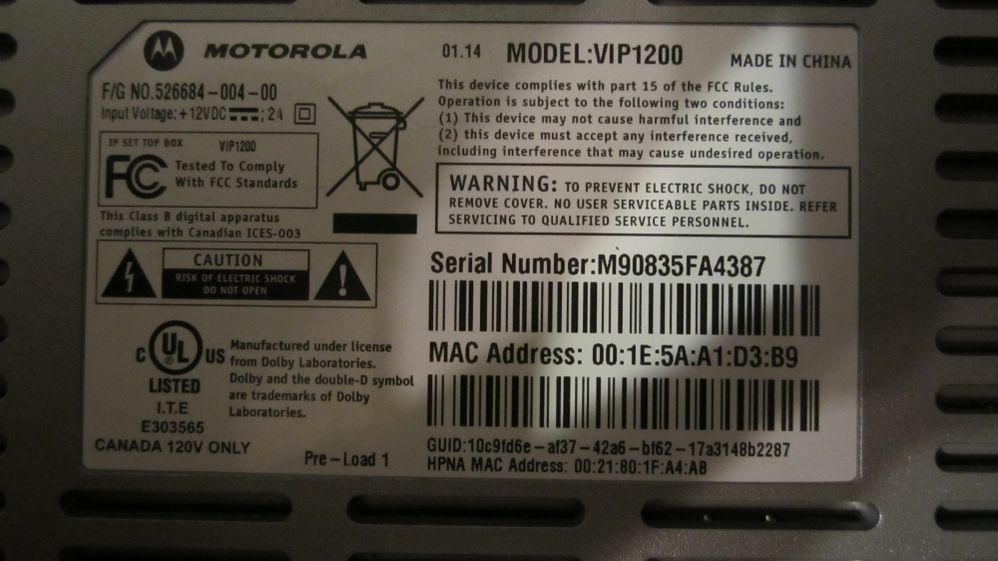 MOTOROLA
01.14 MODEL:VIP1200 MADE IN CHINA
F/G NO.526684-004-00
Input Voltage: +12VDC ; 2A
IP SET TOP BOX VIP1200
FC Tested To Comply
With FCC Standards
This Class B digital apparatus
complies with Canadian ICES-003
CAUTION
RISK OF ELECTRIC SHOCK
DO NOT OPEN
This device complies with part 15 of the FCC Rules.
Operation is subject to the following two conditions:
(1) This device may not cause harmful interference and
(2) this device must accept any interference received,
including interference that may cause undesired operation.
WARNING: TO PREVENT ELECTRIC SHOCK, DO NOT
REMOVE COVER. NO USER SERVICEABLE PARTS INSIDE. REFER
SERVICING TO QUALIFIED SERVICE PERSONNEL.
Serial Number:M90835FA4387
MAC Address: 00:1E:5A:A1:D3:B9
GUID:10c9fd6e-af37-42a6-bf62-17a3148b2287
HPNA MAC Address: 00:21:80:1F:A4:AB
C UL US
®
LISTED
I.T.E
E303565
CANADA 120V ONLY
Manufactured under license
from Dolby Laboratories.
Dolby and the double-D symbol
are trademarks of Dolby
Laboratories.
Pre-Load 1